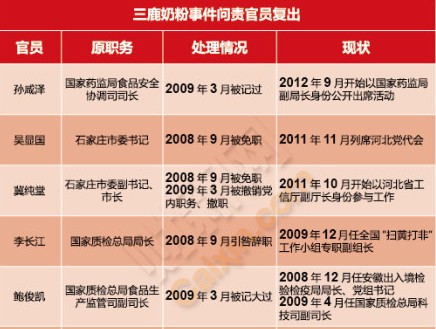 三鹿奶粉事件问责官员复出
官员 原职务 处理情况 现状
孙咸泽 国家药监局食品安全协调司司长 2009 年 3 月被记过 2012 年 9 月开始以国家药监局副局长身份公开出席活动
吴显国 石家庄市委书记 2008 年 9 月被免职 2011 年 11 月列席河北党代会
冀纯堂 石家庄市委副书记、市长 2008 年 9 月被免职 2009 年 3 月被撤销党内职务、撤职 2011 年 10 月开始以河北省工信厅副厅长身份参与工作
李长江 国家质检总局局长 2008 年 9 月引咎辞职 2009 年 12 月任全国“扫黄打非”工作小组专职副组长
鲍俊凯 国家质检总局食品生产监管司副司长 2009 年 3 月被记大过 2008 年 12 月任安徽出入境检验检疫局局长、党组书记 2009 年 4 月任国家质检总局科技司副司长